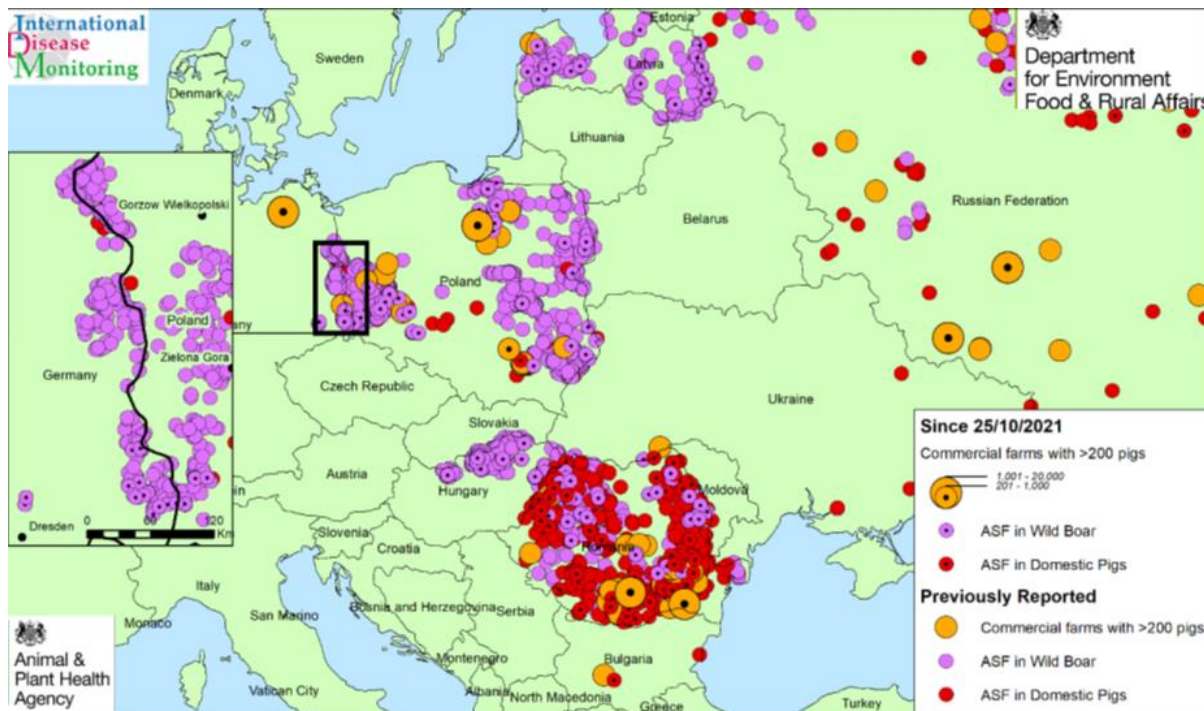 International
Disease
Monitoring
Department
for Environment
Food & Rural Affairs
Estonia
Sweden
Latvia
Denmark
Lithuania
Russian Federation
Belarus
Poland
any
Czech Republic
Ukraine
Slovakia
Austria
Hungary
Moldova
Slovenia
Croatia
Romania
Italy
San Marino
Bosnia and Herzegovina
Serbia
Monaco
Montenegro
Bulgaria
Vatican City
Albania
North Macedonia
Greece
Turkey
Gorzow Wielkopolski
Poland
Zielona Gora
Germany
Dresden
0 60 120
Km
Since 25/10/2021
Commercial farms with >200 pigs
1,001 - 20,000
201 - 1,000
ASF in Wild Boar
ASF in Domestic Pigs
Previously Reported
Commercial farms with >200 pigs
ASF in Wild Boar
ASF in Domestic Pigs
Animal &
Plant Health
Agency